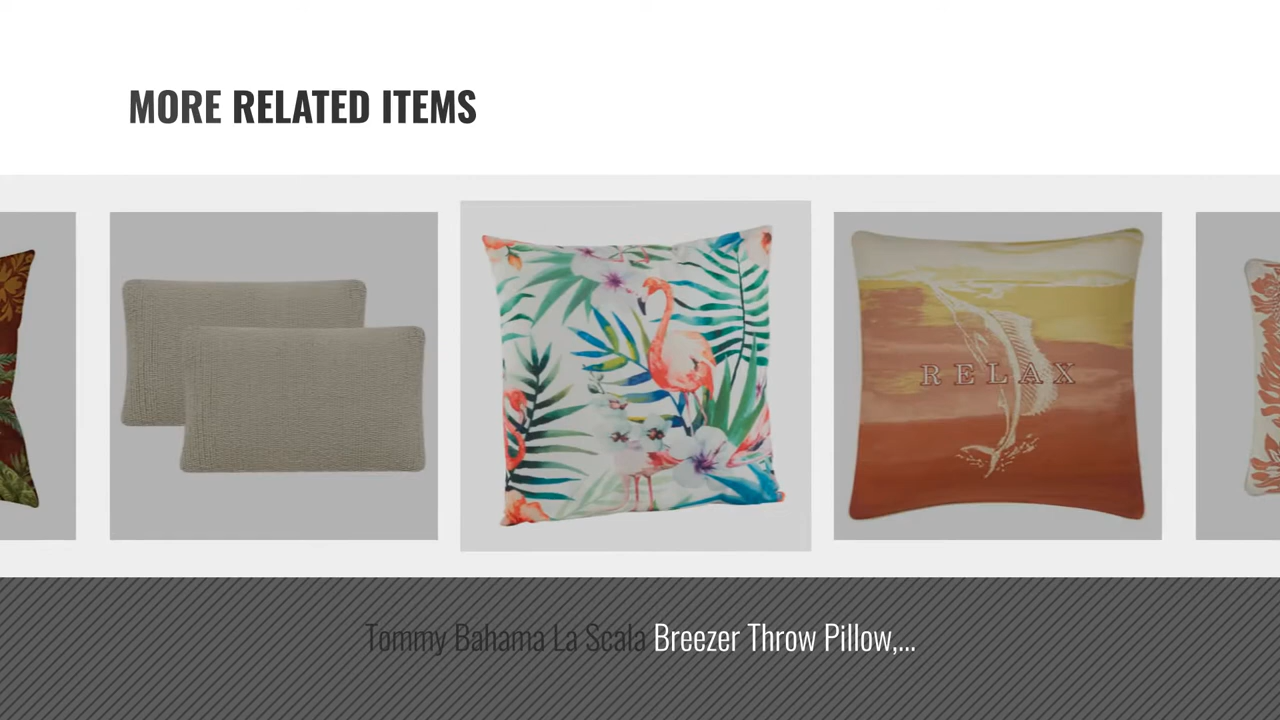 MORE RELATED ITEMS
RELAX
Tommy Bahama La Scala Breezer Throw Pillow,...